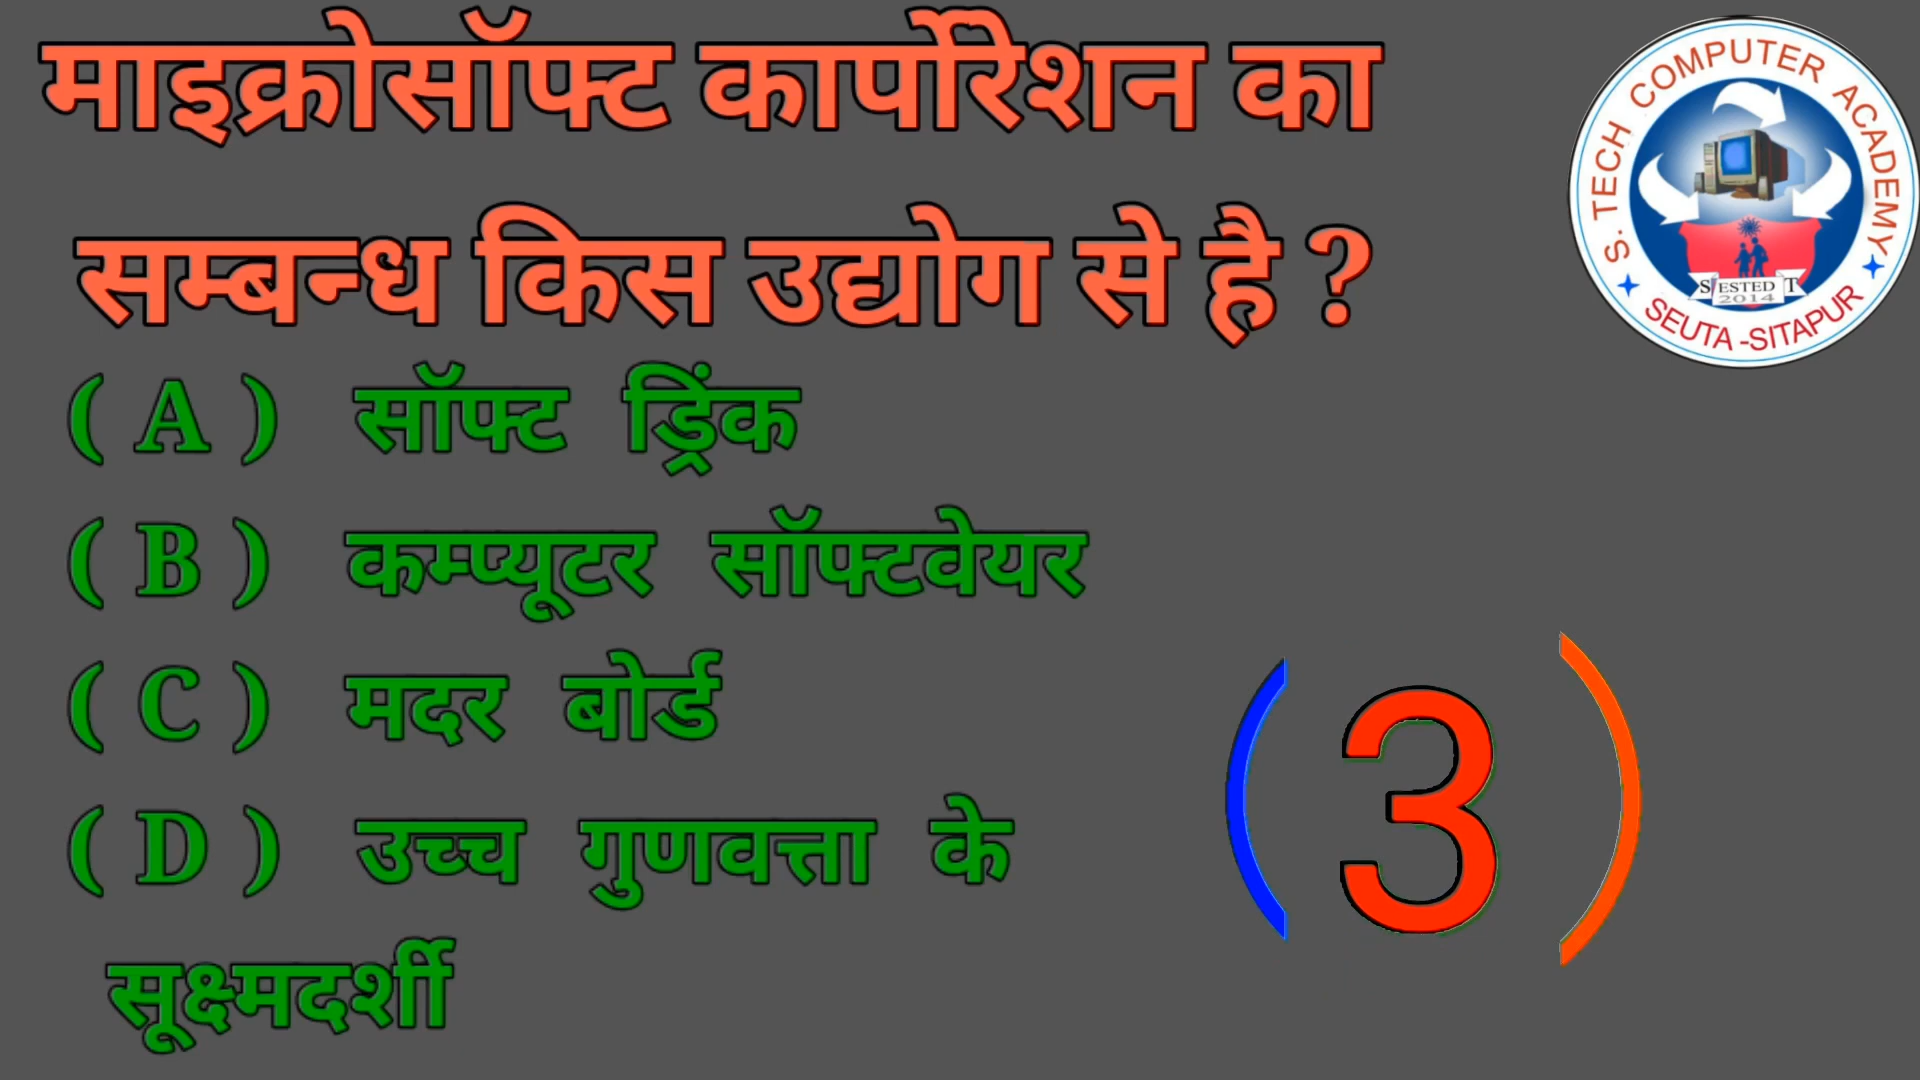 माइक्रोसॉफ्ट कार्पोरेशन का
सम्बन्ध किस उद्योग से है ?
( A ) सॉफ्ट ड्रिंक
( B ) कम्प्यूटर सॉफ्टवेयर
( C ) मदर बोर्ड
( D ) उच्च गुणवत्ता के
सूक्ष्मदर्शी
( 3 )
S. TECH COMPUTER ACADEMY
ESTED
2014
SEUTA -SITAPUR